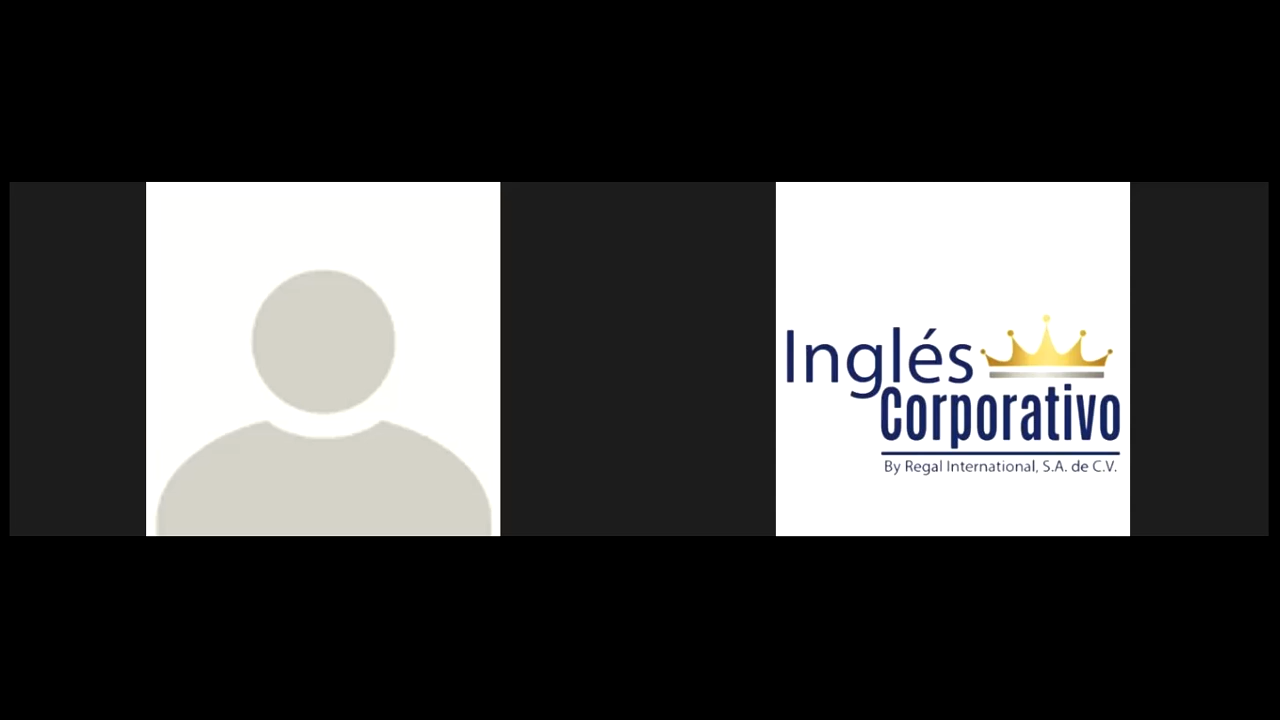 Inglés
Corporativo
By Regal International, S.A. de C.V.